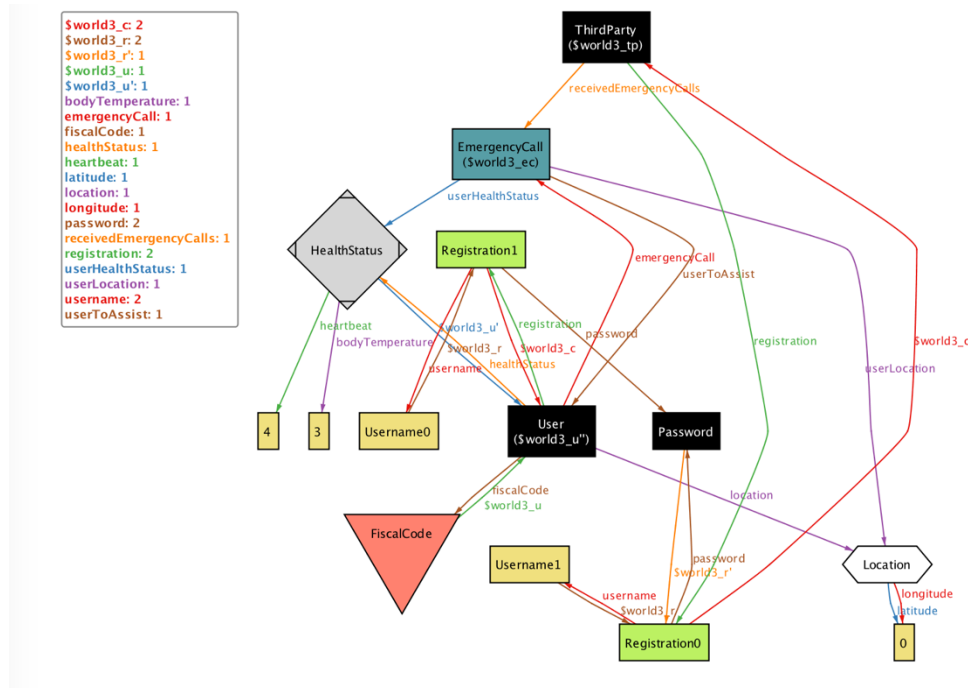 $world3_c: 2
$world3_r: 2
$world3_r': 1
$world3_u: 1
$world3_u': 1
bodyTemperature: 1
emergencyCall: 1
fiscalCode: 1
healthStatus: 1
heartbeat: 1
latitude: 1
location: 1
longitude: 1
password: 2
receivedEmergencyCalls: 1
registration: 2
userHealthStatus: 1
userLocation: 1
username: 2
userToAssist: 1
ThirdParty
($world3_tp)
receivedEmergencyCalls
EmergencyCall
($world3_ec)
userHealthStatus
HealthStatus
Registration1
emergencyCall
userToAssist
heartbeat
bodyTemperature
$world3_u'
$world3_r
username
registration
$world3_c
healthStatus
password
registration
$world3_c
userLocation
4
3
Username0
User
($world3_u'')
Password
fiscalCode
$world3_u
location
FiscalCode
Username1
password
$world3_r'
Location
username
$world3_r
longitude
latitude
Registration0
0